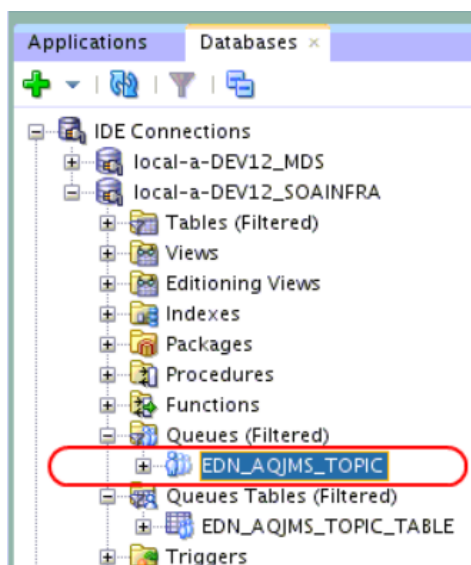 Applications Databases
IDE Connections
local-a-DEV12_MDS
local-a-DEV12_SOAINFRA
Tables (Filtered)
Views
Editioning Views
Indexes
Packages
Procedures
Functions
Queues (Filtered)
EDN_AQJMS_TOPIC
Queues Tables (Filtered)
EDN_AQJMS_TOPIC_TABLE
Triggers